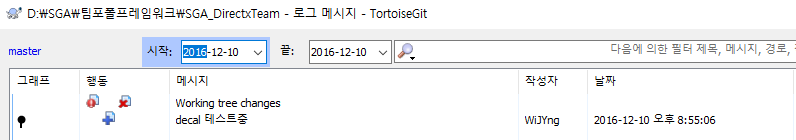 D:\SGA\팀포폴프레임워크\SGA_DirectxTeam - 로그 메시지 - TortoiseGit
master 시작: 2016-12-10 끝: 2016-12-10 다음에 의한 필터 제목, 메시지, 경로,
그래프 행동 메시지 작성자 날짜
Working tree changes
decal 테스트중 WiJYng 2016-12-10 오후 8:55:06